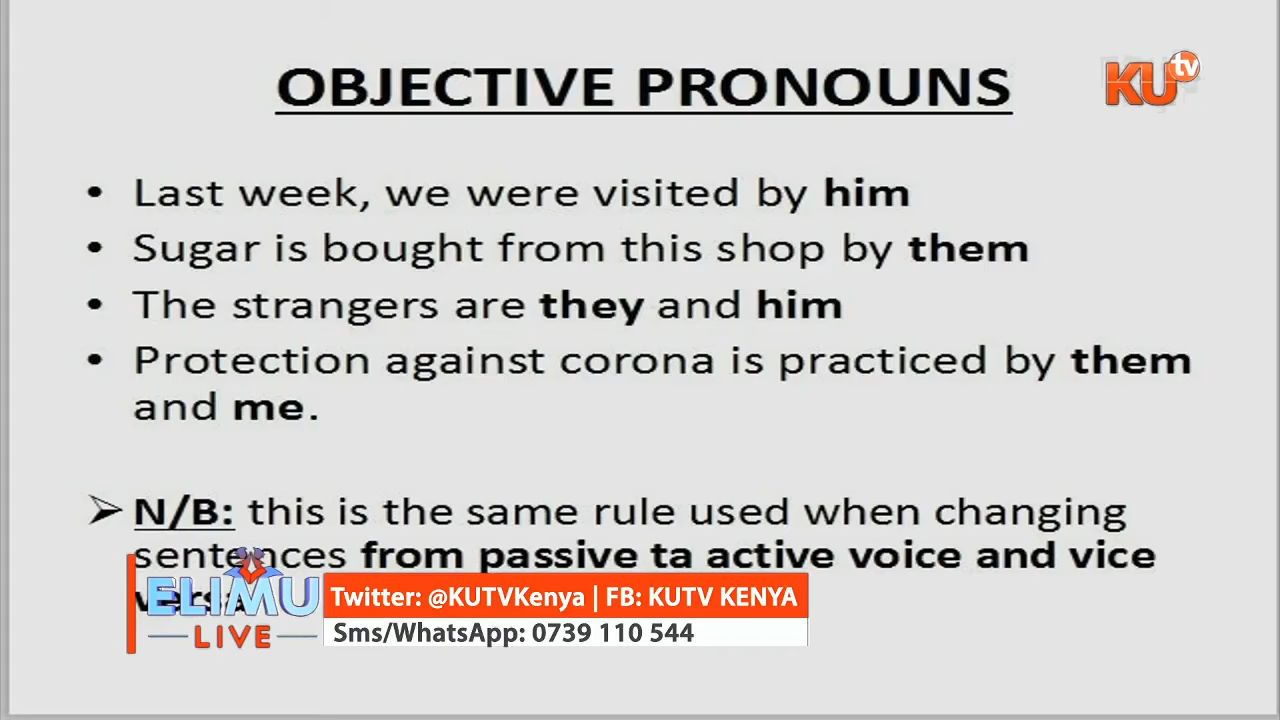 OBJECTIVE PRONOUNS
KU tv
• Last week, we were visited by him
• Sugar is bought from this shop by them
• The strangers are they and him
• Protection against corona is practiced by them
and me.
➢ N/B: this is the same rule used when changing
sentences from passive ta active voice and vice
versa
ELIMU
LIVE
Twitter: @KUTVKenya | FB: KUTV KENYA
Sms/WhatsApp: 0739 110 544